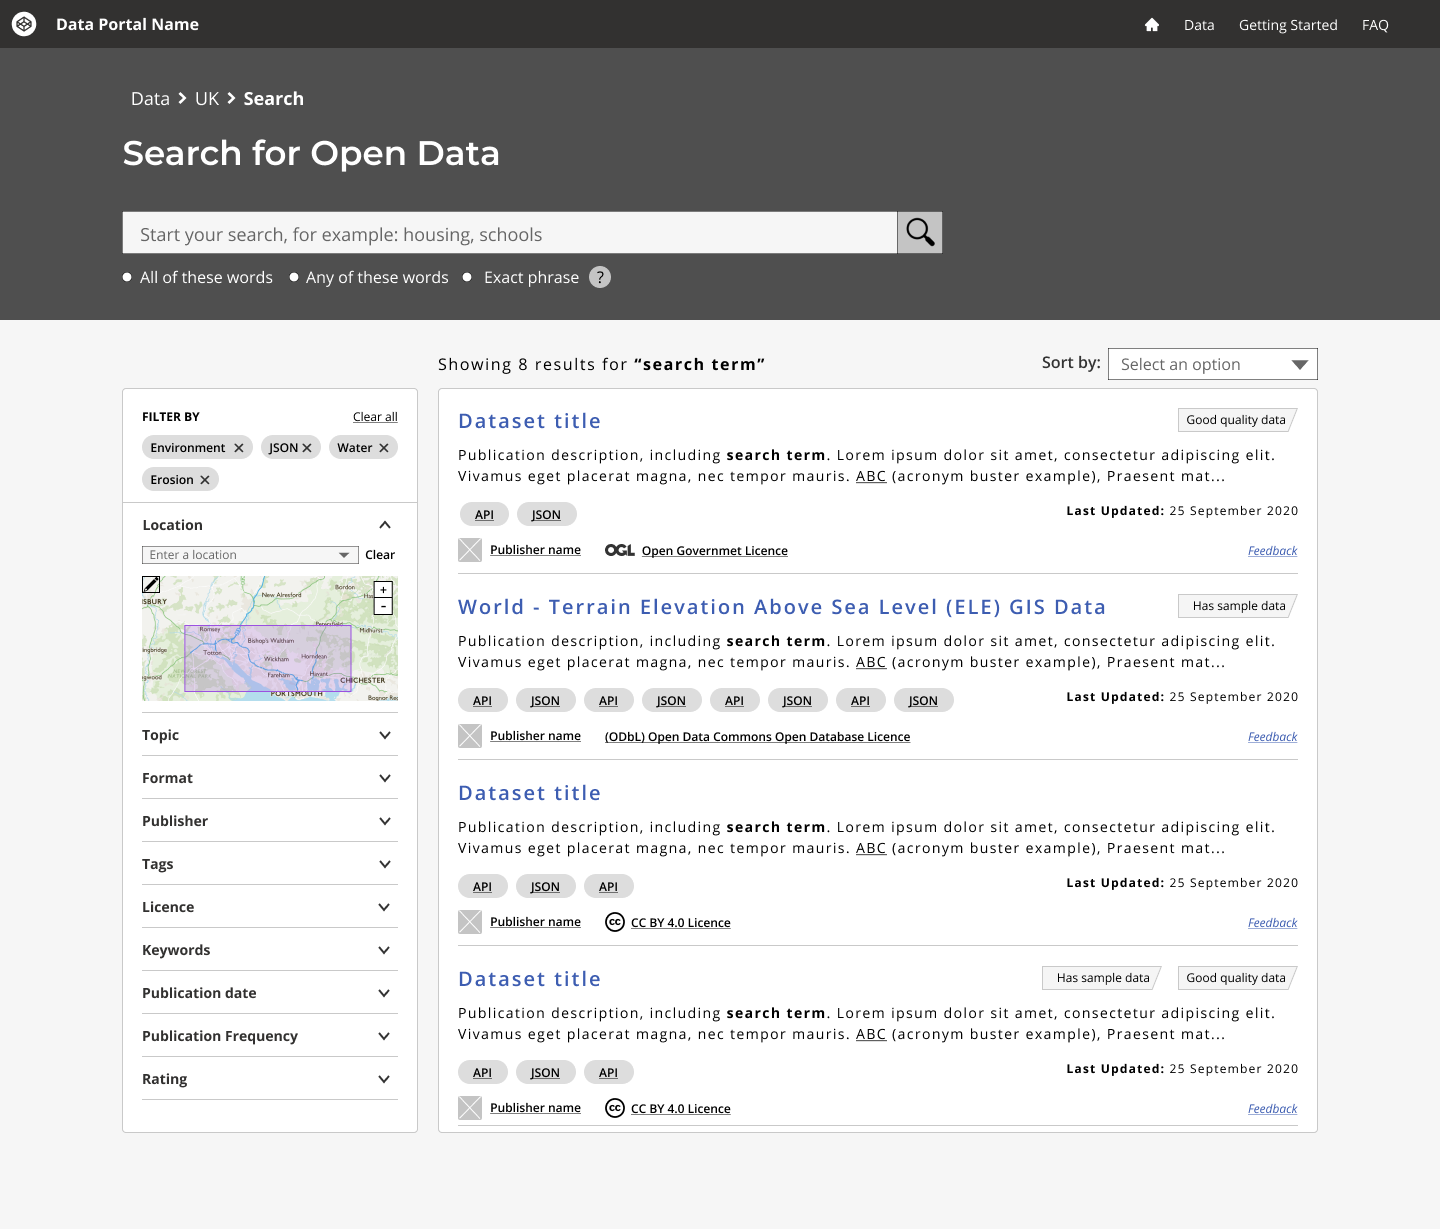 Data Portal Name
Data
Getting Started
FAQ
Data > UK > Search
Search for Open Data
Start your search, for example: housing, schools
All of these words
Any of these words
Exact phrase
?
Showing 8 results for “search term”
Sort by:
Select an option
FILTER BY
Clear all
Environment
JSON
Water
Erosion
Location
Enter a location
Clear
SBURY
New Alresford
Bordon
+
-
Romsey
Petersfield
Midhurst
Bishop's Waltham
ingbridge
Totton
Wickham
Horndean
gwood
Fareham
Havant
CHICHESTER
PORTSMOUTH
Bognor Re
Topic
Format
Publisher
Tags
Licence
Keywords
Publication date
Publication Frequency
Rating
Dataset title
Good quality data
Publication description, including search term. Lorem ipsum dolor sit amet, consectetur adipiscing elit.
Vivamus eget placerat magna, nec tempor mauris. ABC (acronym buster example), Praesent mat...
API JSON
Last Updated: 25 September 2020
Publisher name
OGL Open Governmet Licence
Feedback
World - Terrain Elevation Above Sea Level (ELE) GIS Data
Has sample data
Publication description, including search term. Lorem ipsum dolor sit amet, consectetur adipiscing elit.
Vivamus eget placerat magna, nec tempor mauris. ABC (acronym buster example), Praesent mat...
API JSON API JSON API JSON API JSON
Last Updated: 25 September 2020
Publisher name
(ODbL) Open Data Commons Open Database Licence
Feedback
Dataset title
Publication description, including search term. Lorem ipsum dolor sit amet, consectetur adipiscing elit.
Vivamus eget placerat magna, nec tempor mauris. ABC (acronym buster example), Praesent mat...
API JSON API
Last Updated: 25 September 2020
Publisher name
cc CC BY 4.0 Licence
Feedback
Dataset title
Has sample data
Good quality data
Publication description, including search term. Lorem ipsum dolor sit amet, consectetur adipiscing elit.
Vivamus eget placerat magna, nec tempor mauris. ABC (acronym buster example), Praesent mat...
API JSON API
Last Updated: 25 September 2020
Publisher name
cc CC BY 4.0 Licence
Feedback